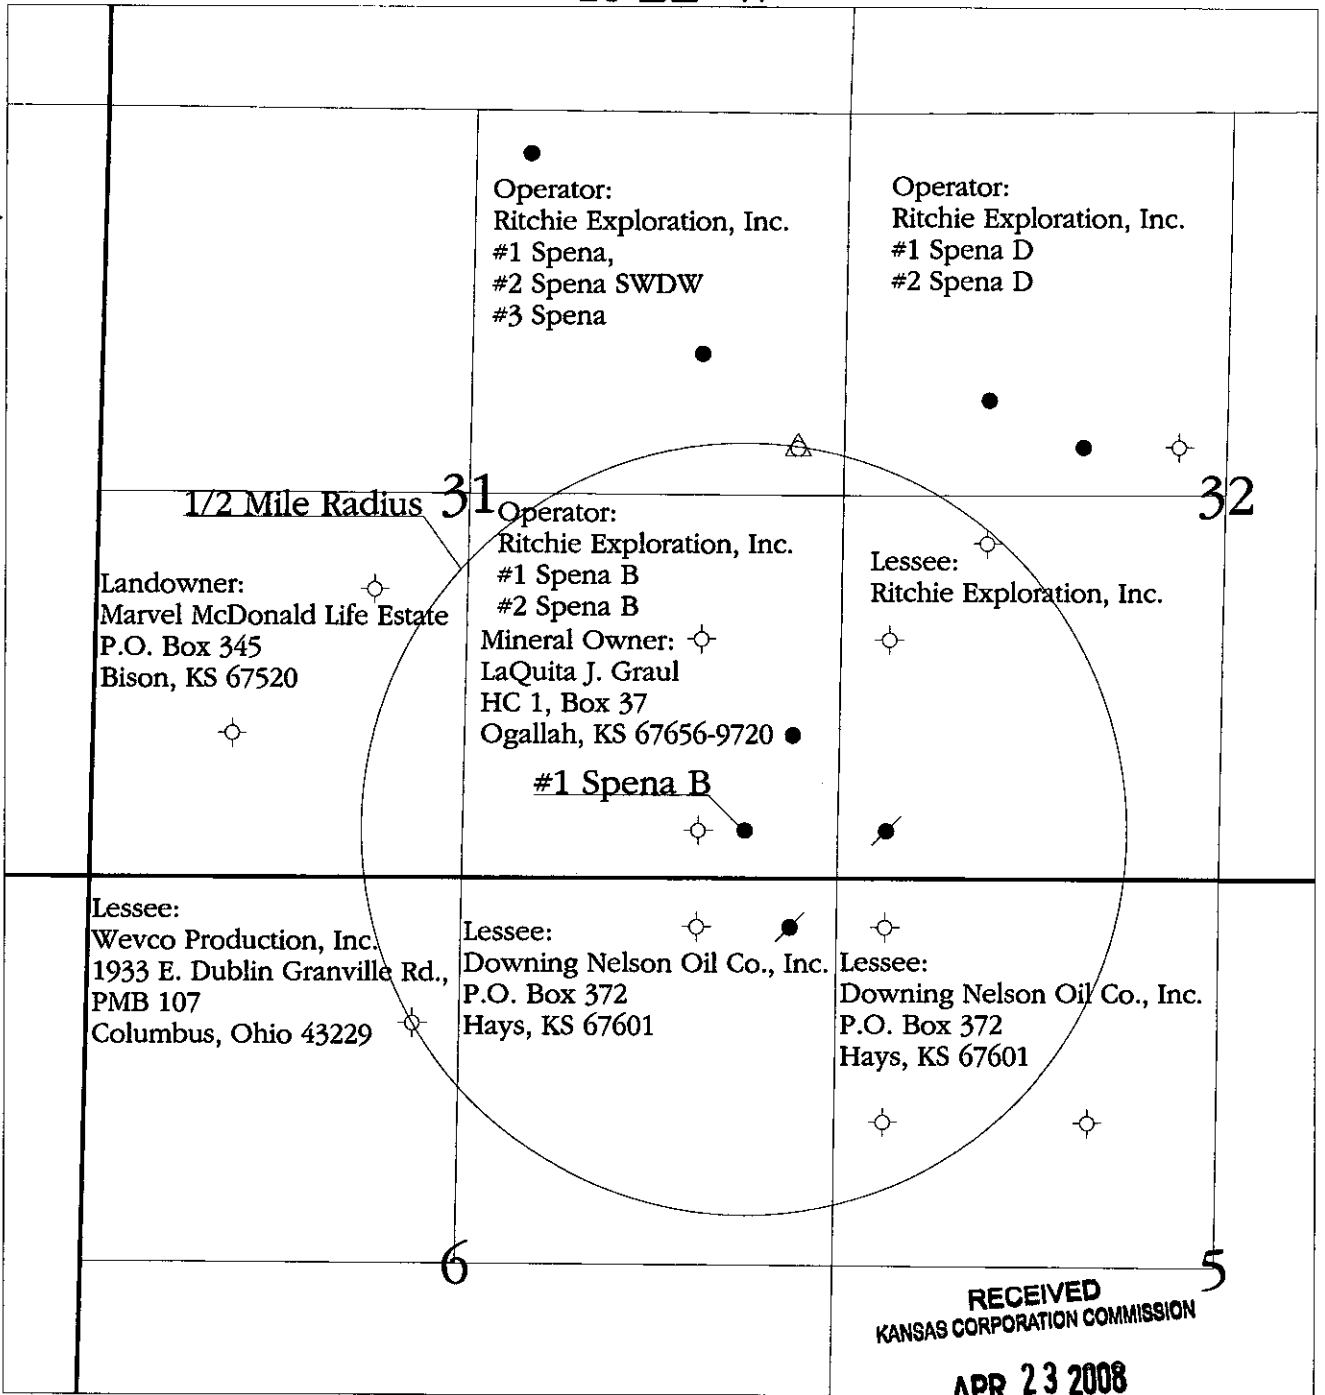 Operator:
Ritchie Exploration, Inc.
#1 Spena,
#2 Spena SWDW
#3 Spena
Operator:
Ritchie Exploration, Inc.
#1 Spena D
#2 Spena D
1/2 Mile Radius
31
32
Landowner:
Marvel McDonald Life Estate
P.O. Box 345
Bison, KS 67520
Operator:
Ritchie Exploration, Inc.
#1 Spena B
#2 Spena B
Mineral Owner:
LaQuita J. Graul
HC 1, Box 37
Ogallah, KS 67656-9720
#1 Spena B
Lessee:
Ritchie Exploration, Inc.
Lessee:
Wevco Production, Inc.
1933 E. Dublin Granville Rd.,
PMB 107
Columbus, Ohio 43229
Lessee:
Downing Nelson Oil Co., Inc.
P.O. Box 372
Hays, KS 67601
Lessee:
Downing Nelson Oil Co., Inc.
P.O. Box 372
Hays, KS 67601
6
5
RECEIVED
KANSAS CORPORATION COMMISSION
APR 23 2008